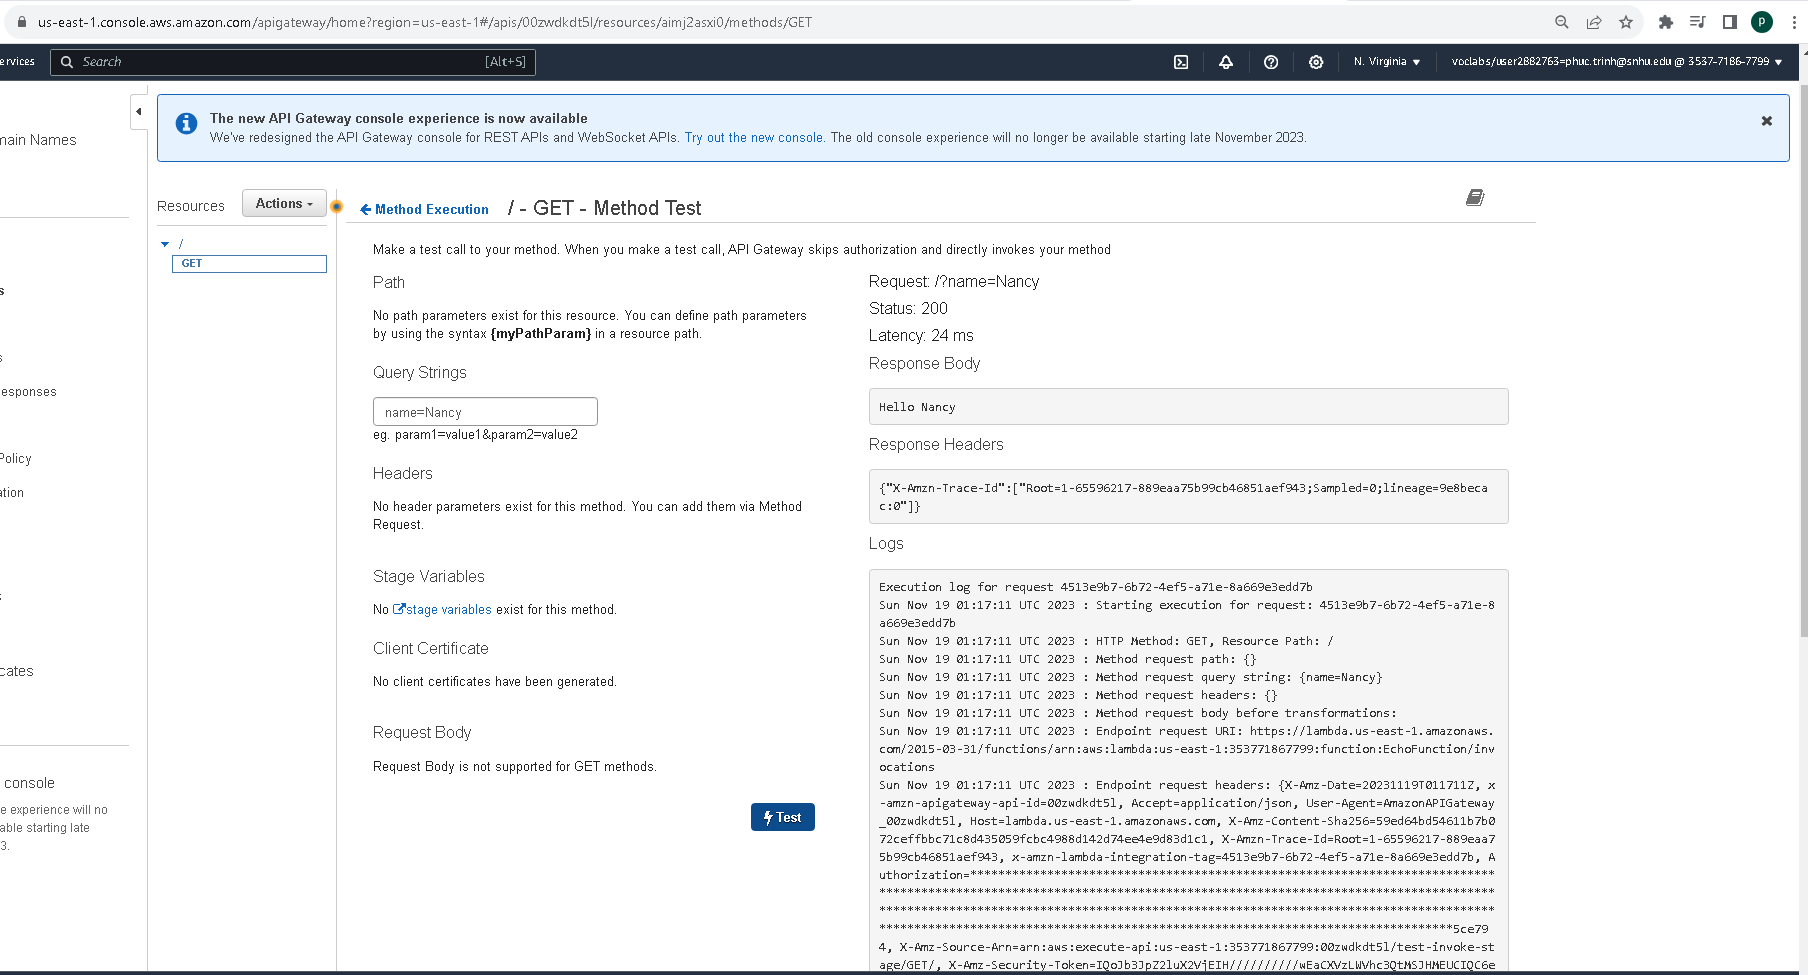 us-east-1.console.aws.amazon.com/apigateway/home?region=us-east-1#/apis/00zwdkdt5l/resources/aimj2asxi0/methods/GET
P
ervices
Search
[Alt+S]
N. Virginia
voclabs/user2882763=phuc.trinh@snhu.edu @ 3537-7186-7799
The new API Gateway console experience is now available
We've redesigned the API Gateway console for REST APIs and WebSocket APIs. Try out the new console. The old console experience will no longer be available starting late November 2023.
main Names
esponses
Policy
ation
cates
console
e experience will no
able starting late
3.
Resources
Actions
/
GET
Method Execution
/ - GET - Method Test
Make a test call to your method. When you make a test call, API Gateway skips authorization and directly invokes your method
Path
No path parameters exist for this resource. You can define path parameters
by using the syntax {myPathParam} in a resource path.
Query Strings
name=Nancy
eg. param1=value1&param2=value2
Headers
No header parameters exist for this method. You can add them via Method
Request.
Stage Variables
No stage variables exist for this method.
Client Certificate
No client certificates have been generated.
Request Body
Request Body is not supported for GET methods.
Test
Request: /?name=Nancy
Status: 200
Latency: 24 ms
Response Body
Hello Nancy
Response Headers
{"X-Amzn-Trace-Id":["Root=1-65596217-889eaa75b99cb46851aef943;Sampled=0;lineage=9e8beca
c:0"]}
Logs
Execution log for request 4513e9b7-6b72-4ef5-a71e-8a669e3edd7b
Sun Nov 19 01:17:11 UTC 2023 : Starting execution for request: 4513e9b7-6b72-4ef5-a71e-8
a669e3edd7b
Sun Nov 19 01:17:11 UTC 2023 : HTTP Method: GET, Resource Path: /
Sun Nov 19 01:17:11 UTC 2023 : Method request path: {}
Sun Nov 19 01:17:11 UTC 2023 : Method request query string: {name=Nancy}
Sun Nov 19 01:17:11 UTC 2023 : Method request headers: {}
Sun Nov 19 01:17:11 UTC 2023 : Method request body before transformations:
Sun Nov 19 01:17:11 UTC 2023 : Endpoint request URI: https://lambda.us-east-1.amazonaws.
com/2015-03-31/functions/arn:aws:lambda:us-east-1:353771867799:function:EchoFunction/inv
ocations
Sun Nov 19 01:17:11 UTC 2023 : Endpoint request headers: {X-Amz-Date=20231119T011711Z, x
-amzn-apigateway-api-id=00zwdkdt5l, Accept=application/json, User-Agent=AmazonAPIGateway
_00zwdkdt5l, Host=lambda.us-east-1.amazonaws.com, X-Amz-Content-Sha256=59ed64bd54611b7b0
72ceffbbc71c8d435059fcbc4988d142d74ee4e9d83d1c1, X-Amzn-Trace-Id=Root=1-65596217-889eaa7
5b99cb46851aef943, x-amzn-lambda-integration-tag=4513e9b7-6b72-4ef5-a71e-8a669e3edd7b, A
uthorization=***************************************************************************
****************************************************************************************
****************************************************************************************
**********************************************************************************5ce79
4, X-Amz-Source-Arn=arn:aws:execute-api:us-east-1:353771867799:00zwdkdt5l/test-invoke-st
age/GET/, X-Amz-Security-Token=IQoJb3JpZ2luX2VjEIH//////////wEaCXVzLWVhc3QtMSJHMEUCIQC6e